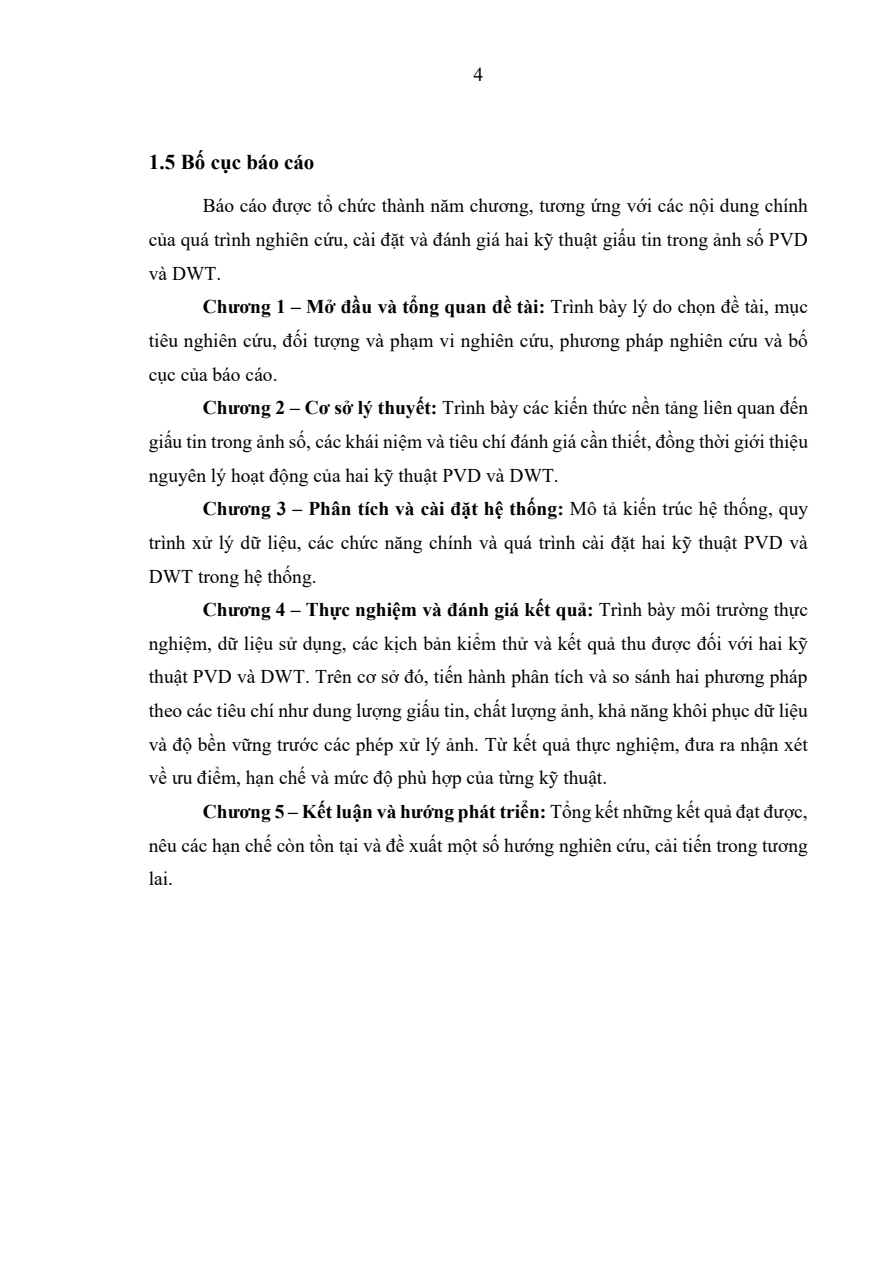 4
1.5 Bố cục báo cáo
Báo cáo được tổ chức thành năm chương, tương ứng với các nội dung chính
của quá trình nghiên cứu, cài đặt và đánh giá hai kỹ thuật giấu tin trong ảnh số PVD
và DWT.
Chương 1 – Mở đầu và tổng quan đề tài: Trình bày lý do chọn đề tài, mục
tiêu nghiên cứu, đối tượng và phạm vi nghiên cứu, phương pháp nghiên cứu và bố
cục của báo cáo.
Chương 2 – Cơ sở lý thuyết: Trình bày các kiến thức nền tảng liên quan đến
giấu tin trong ảnh số, các khái niệm và tiêu chí đánh giá cần thiết, đồng thời giới thiệu
nguyên lý hoạt động của hai kỹ thuật PVD và DWT.
Chương 3 – Phân tích và cài đặt hệ thống: Mô tả kiến trúc hệ thống, quy
trình xử lý dữ liệu, các chức năng chính và quá trình cài đặt hai kỹ thuật PVD và
DWT trong hệ thống.
Chương 4 – Thực nghiệm và đánh giá kết quả: Trình bày môi trường thực
nghiệm, dữ liệu sử dụng, các kịch bản kiểm thử và kết quả thu được đối với hai kỹ
thuật PVD và DWT. Trên cơ sở đó, tiến hành phân tích và so sánh hai phương pháp
theo các tiêu chí như dung lượng giấu tin, chất lượng ảnh, khả năng khôi phục dữ liệu
và độ bền vững trước các phép xử lý ảnh. Từ kết quả thực nghiệm, đưa ra nhận xét
về ưu điểm, hạn chế và mức độ phù hợp của từng kỹ thuật.
Chương 5 – Kết luận và hướng phát triển: Tổng kết những kết quả đạt được,
nêu các hạn chế còn tồn tại và đề xuất một số hướng nghiên cứu, cải tiến trong tương
lai.